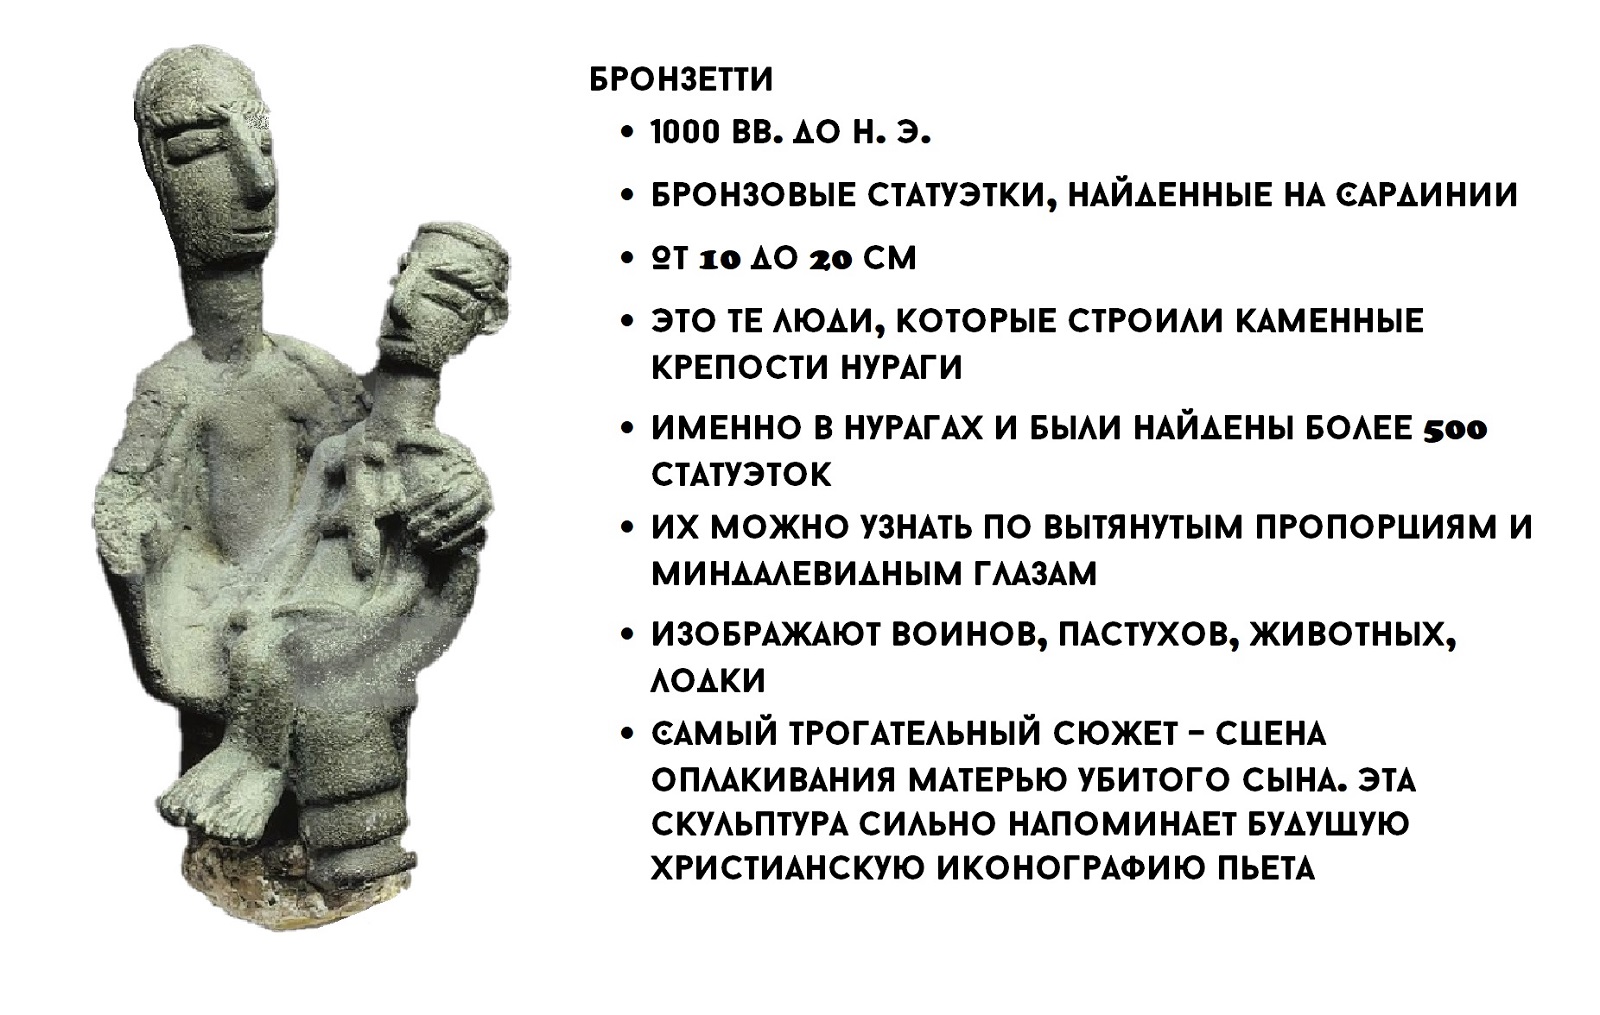 БРОНЗЕТТИ
• 1000 ВВ. ДО Н. Э.
• БРОНЗОВЫЕ СТАТУЭТКИ, НАЙДЕННЫЕ НА САРДИНИИ
• ОТ 10 ДО 20 СМ
• ЭТО ТЕ ЛЮДИ, КОТОРЫЕ СТРОИЛИ КАМЕННЫЕ
КРЕПОСТИ НУРАГИ
• ИМЕННО В НУРАГАХ И БЫЛИ НАЙДЕНЫ БОЛЕЕ 500
СТАТУЭТОК
• ИХ МОЖНО УЗНАТЬ ПО ВЫТЯНУТЫМ ПРОПОРЦИЯМ И
МИНДАЛЕВИДНЫМ ГЛАЗАМ
• ИЗОБРАЖАЮТ ВОИНОВ, ПАСТУХОВ, ЖИВОТНЫХ,
ЛОДКИ
• САМЫЙ ТРОГАТЕЛЬНЫЙ СЮЖЕТ – СЦЕНА
ОПЛАКИВАНИЯ МАТЕРЬЮ УБИТОГО СЫНА. ЭТА
СКУЛЬПТУРА СИЛЬНО НАПОМИНАЕТ БУДУЩУЮ
ХРИСТИАНСКУЮ ИКОНОГРАФИЮ ПЬЕТА